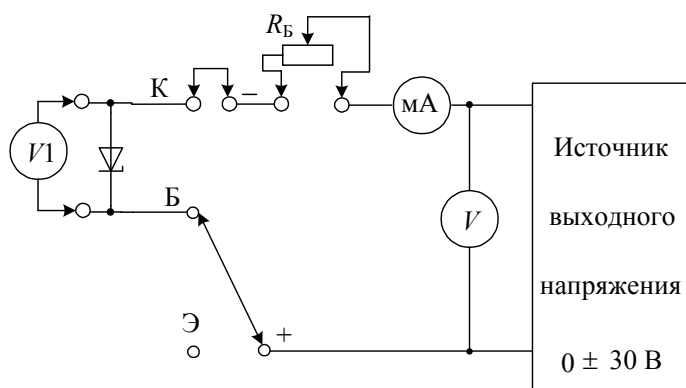 R_Б
К
–
мА
V1
Источник
выходного
напряжения
0 ± 30 В
Б
V
Э
+